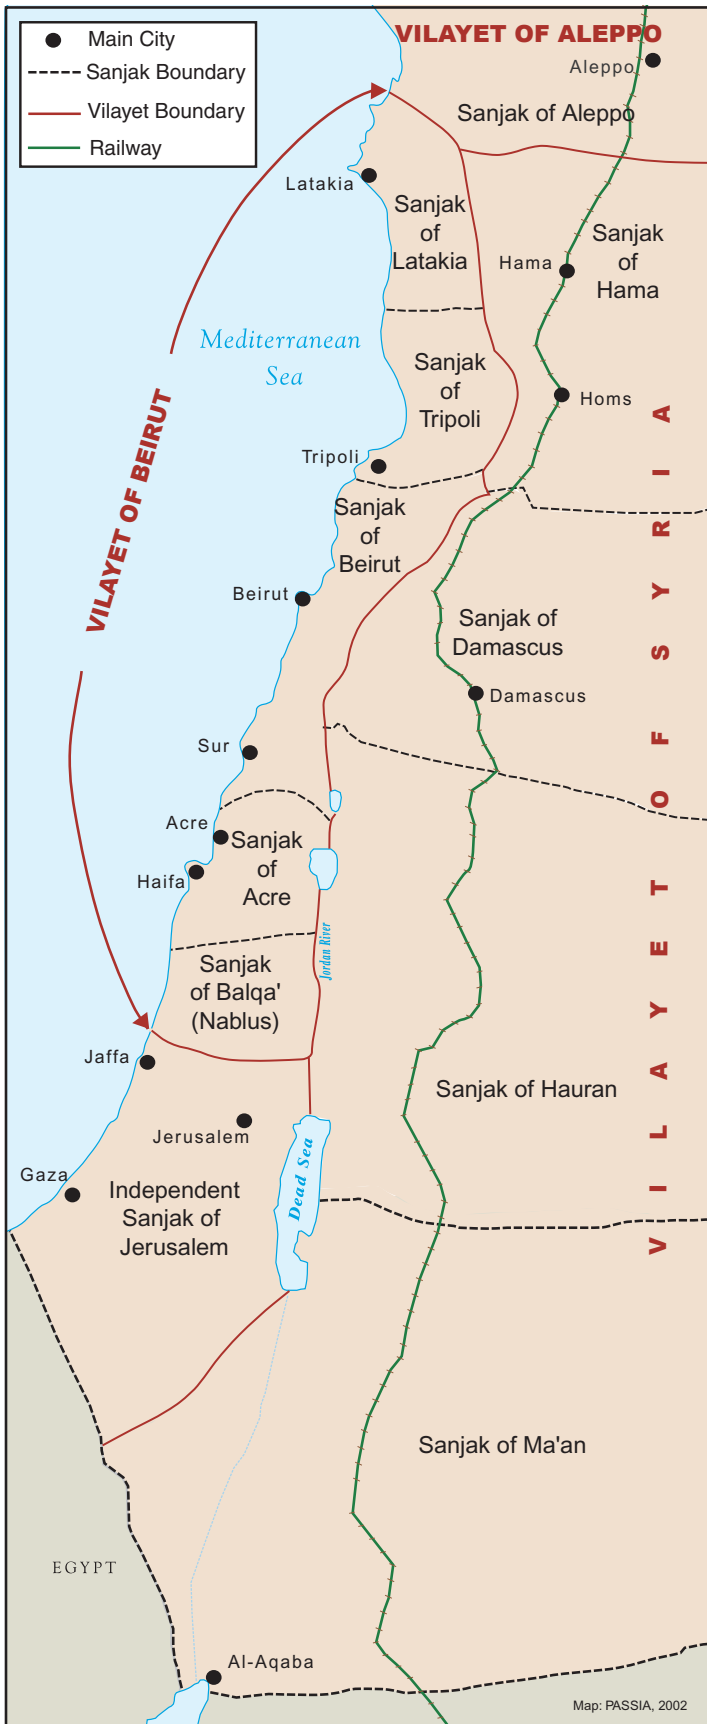 VILAYET OF ALEPPO
Main City
Sanjak Boundary
Vilayet Boundary
Railway
Aleppo
Sanjak of Aleppo
Latakia
Sanjak
of
Latakia
Hama
Sanjak
of
Hama
Mediterranean
Sea
Sanjak
of
Tripoli
Homs
VILAYET OF BEIRUT
VILAYET OF SYRIA
Tripoli
Sanjak
of
Beirut
Beirut
Sanjak of
Damascus
Damascus
Sur
Acre
Sanjak
of
Acre
Haifa
Jordan River
Sanjak
of Balqa'
(Nablus)
Jaffa
Sanjak of Hauran
Jerusalem
Dead Sea
Gaza
Independent
Sanjak of
Jerusalem
Sanjak of Ma'an
EGYPT
Al-Aqaba
Map: PASSIA, 2002